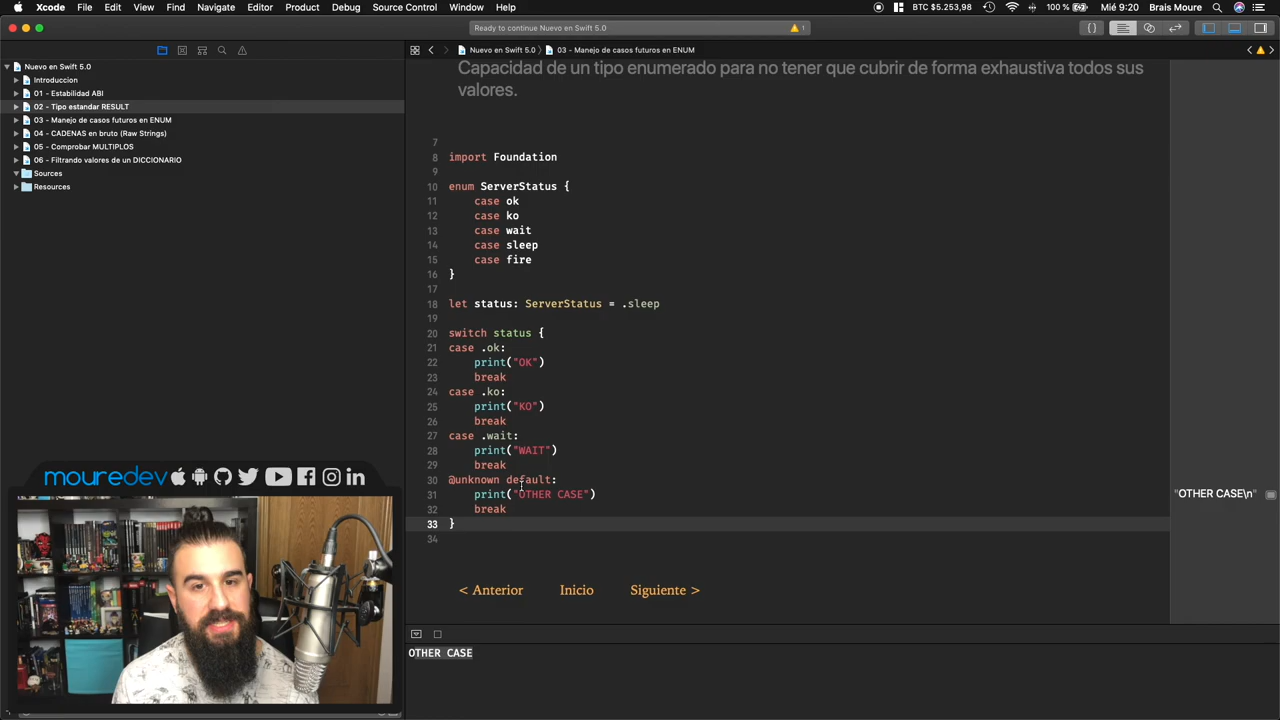 Xcode File Edit View Find Navigate Editor Product Debug Source Control Window Help BTC $5.253,98 100 % Mié 9:20 Brais Moure
Ready to continue Nuevo en Swift 5.0 1
Nuevo en Swift 5.0 03 - Manejo de casos futuros en ENUM
Nuevo en Swift 5.0
Introduccion
01 - Estabilidad ABI
02 - Tipo estandar RESULT
03 - Manejo de casos futuros en ENUM
04 - CADENAS en bruto (Raw Strings)
05 - Comprobar MULTIPLOS
06 - Filtrando valores de un DICCIONARIO
Sources
Resources
Capacidad de un tipo enumerado para no tener que cubrir de forma exhaustiva todos sus
valores.
7
8 import Foundation
9
10 enum ServerStatus {
11 case ok
12 case ko
13 case wait
14 case sleep
15 case fire
16 }
17
18 let status: ServerStatus = .sleep
19
20 switch status {
21 case .ok:
22 print("OK")
23 break
24 case .ko:
25 print("KO")
26 break
27 case .wait:
28 print("WAIT")
29 break
30 @unknown default:
31 print("OTHER CASE")
32 break
33 }
34
"OTHER CASE\n"
< Anterior Inicio Siguiente >
OTHER CASE
mouredev